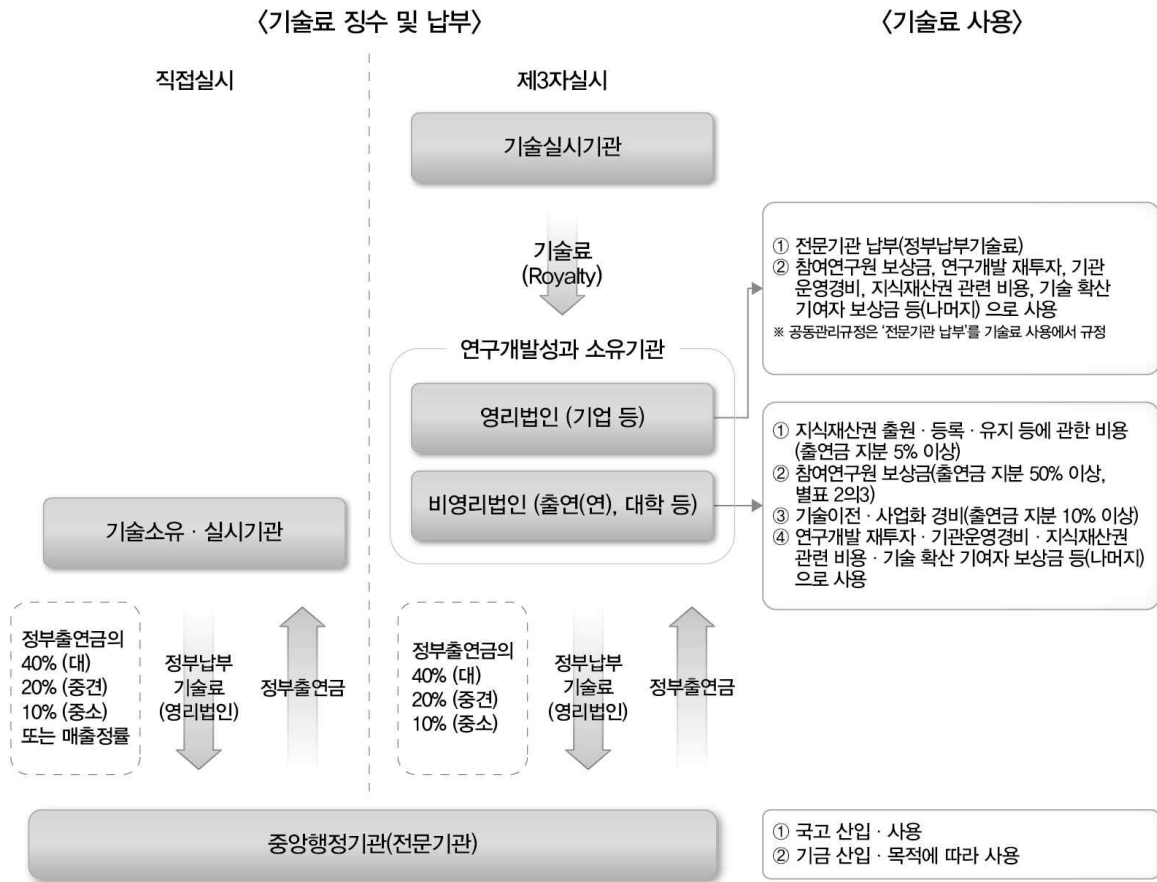 〈기술료 징수 및 납부〉
〈기술료 사용〉
직접실시
제3자실시
기술실시기관
기술료
(Royalty)
연구개발성과 소유기관
영리법인 (기업 등)
비영리법인 (출연(연), 대학 등)
① 전문기관 납부(정부납부기술료)
② 참여연구원 보상금, 연구개발 재투자, 기관
운영경비, 지식재산권 관련 비용, 기술 확산
기여자 보상금 등(나머지) 으로 사용
※ 공동관리규정은 '전문기관 납부'를 기술료 사용에서 규정
① 지식재산권 출원 · 등록 · 유지 등에 관한 비용
(출연금 지분 5% 이상)
② 참여연구원 보상금(출연금 지분 50% 이상,
별표 2의3)
③ 기술이전 · 사업화 경비(출연금 지분 10% 이상)
④ 연구개발 재투자 · 기관운영경비 · 지식재산권
관련 비용 · 기술 확산 기여자 보상금 등(나머지)
으로 사용
기술소유 · 실시기관
정부출연금의
40% (대)
20% (중견)
10% (중소)
또는 매출정률
정부납부
기술료
(영리법인)
정부출연금
정부출연금의
40% (대)
20% (중견)
10% (중소)
정부납부
기술료
(영리법인)
정부출연금
중앙행정기관(전문기관)
① 국고 산입 · 사용
② 기금 산입 · 목적에 따라 사용